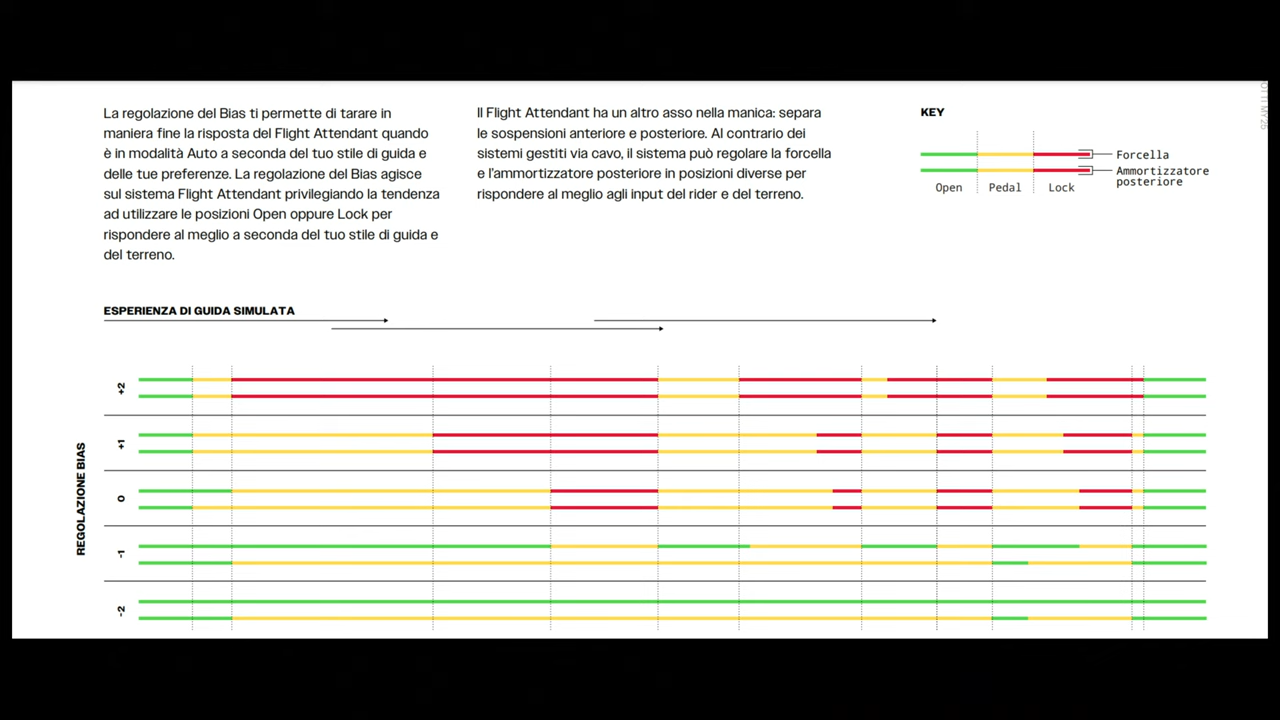 La regolazione del Bias ti permette di tarare in
maniera fine la risposta del Flight Attendant quando
è in modalità Auto a seconda del tuo stile di guida e
delle tue preferenze. La regolazione del Bias agisce
sul sistema Flight Attendant privilegiando la tendenza
ad utilizzare le posizioni Open oppure Lock per
rispondere al meglio a seconda del tuo stile di guida e
del terreno.
Il Flight Attendant ha un altro asso nella manica: separa
le sospensioni anteriore e posteriore. Al contrario dei
sistemi gestiti via cavo, il sistema può regolare la forcella
e l'ammortizzatore posteriore in posizioni diverse per
rispondere al meglio agli input del rider e del terreno.
KEY
Forcella
Ammortizzatore
posteriore
Open Pedal Lock
ESPERIENZA DI GUIDA SIMULATA
REGOLAZIONE BIAS
+2
+1
0
-1
-2